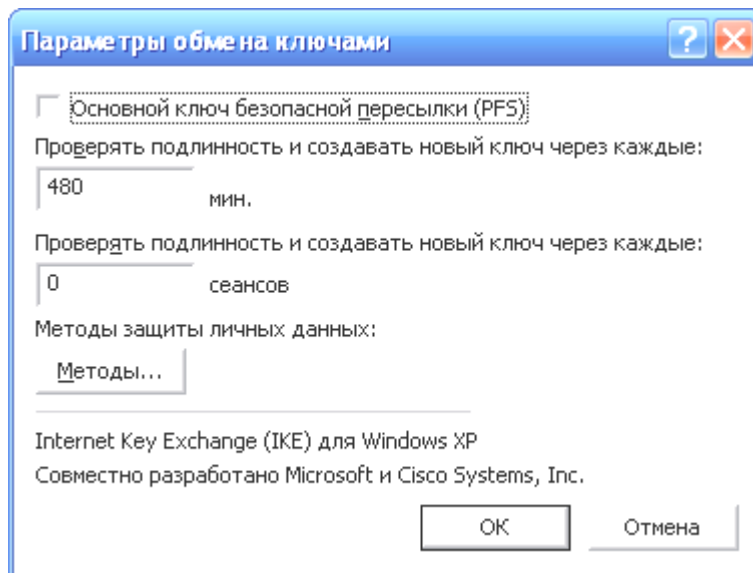 Параметры обмена ключами
Основной ключ безопасной пересылки (PFS)
Проверять подлинность и создавать новый ключ через каждые:
480
мин.
Проверять подлинность и создавать новый ключ через каждые:
0
сеансов
Методы защиты личных данных:
Методы...
Internet Key Exchange (IKE) для Windows XP
Совместно разработано Microsoft и Cisco Systems, Inc.
ОК
Отмена